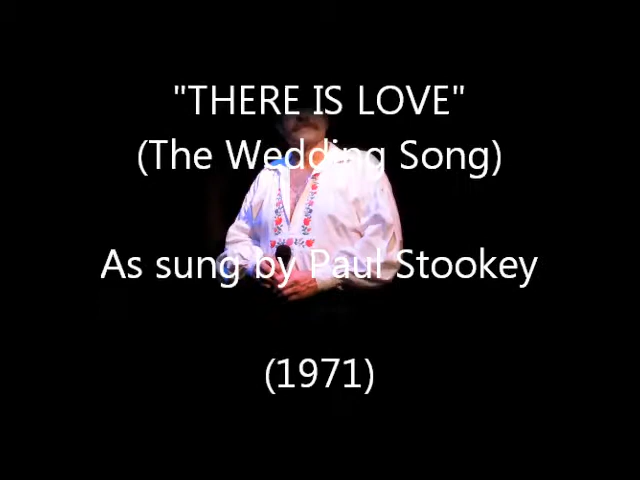 "THERE IS LOVE"
(The Wedding Song)
As sung by Paul Stookey
(1971)